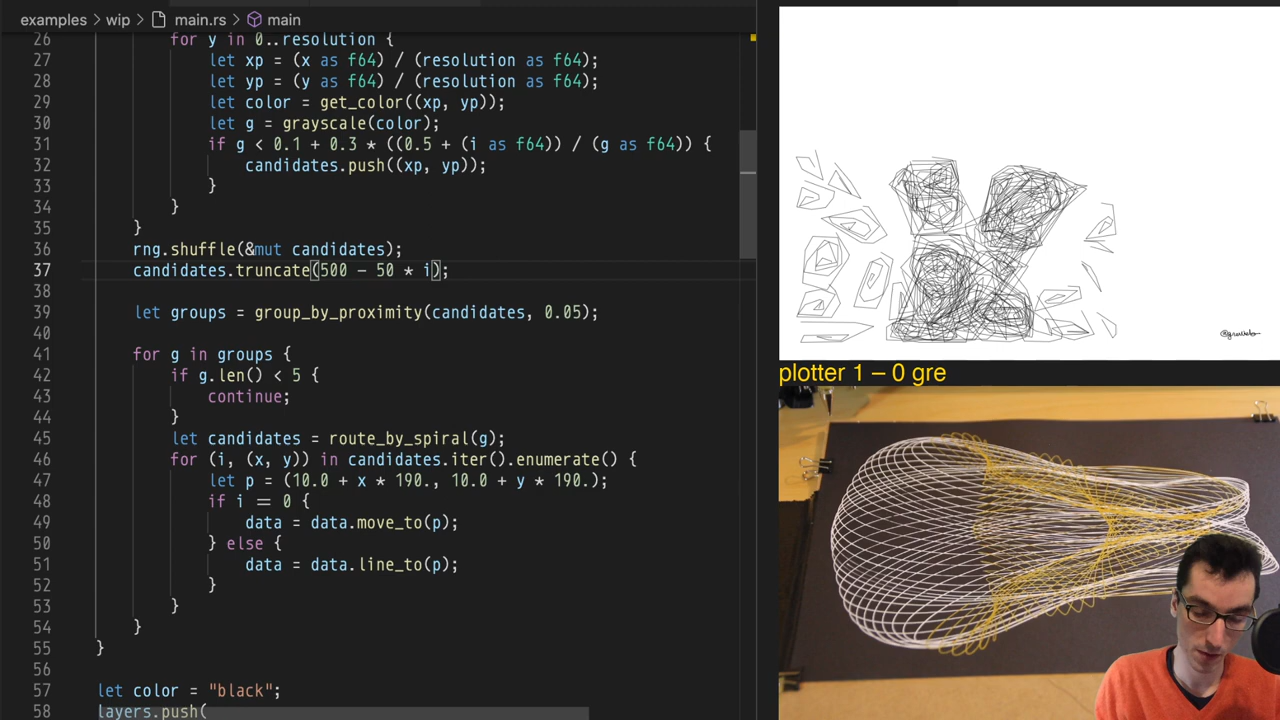 examples > wip > main.rs > main
26 for y in 0..resolution {
27 let xp = (x as f64) / (resolution as f64);
28 let yp = (y as f64) / (resolution as f64);
29 let color = get_color((xp, yp));
30 let g = grayscale(color);
31 if g < 0.1 + 0.3 * ((0.5 + (i as f64)) / (g as f64)) {
32 candidates.push((xp, yp));
33 }
34 }
35 }
36 rng.shuffle(&mut candidates);
37 candidates.truncate(500 - 50 * i);
38
39 let groups = group_by_proximity(candidates, 0.05);
40
41 for g in groups {
42 if g.len() < 5 {
43 continue;
44 }
45 let candidates = route_by_spiral(g);
46 for (i, (x, y)) in candidates.iter().enumerate() {
47 let p = (10.0 + x * 190., 10.0 + y * 190.);
48 if i == 0 {
49 data = data.move_to(p);
50 } else {
51 data = data.line_to(p);
52 }
53 }
54 }
55 }
56
57 let color = "black";
58 layers.push(
plotter 1 – 0 gre